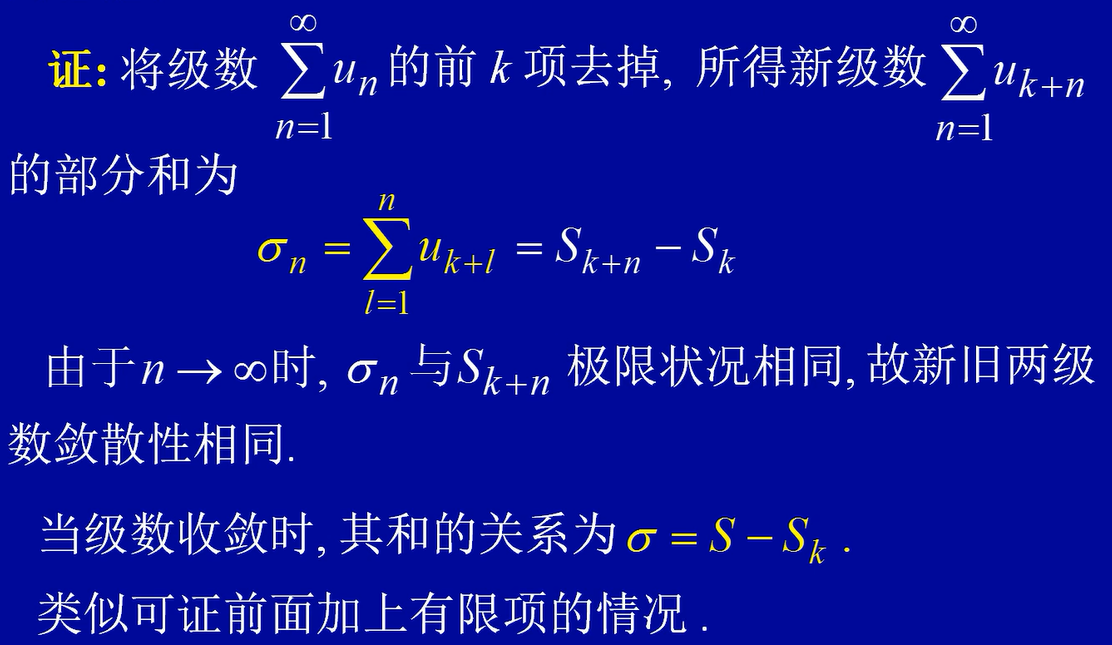 证: 将级数 $\sum_{n=1}^{\infty} u_n$ 的前 k 项去掉, 所得新级数 $\sum_{n=1}^{\infty} u_{k+n}$
的部分和为
$\sigma_n = \sum_{l=1}^{n} u_{k+l} = S_{k+n} - S_k$
由于 $n \to \infty$ 时, $\sigma_n$ 与 $S_{k+n}$ 极限状况相同, 故新旧两级
数敛散性相同.
当级数收敛时, 其和的关系为 $\sigma = S - S_k$ .
类似可证前面加上有限项的情况 .